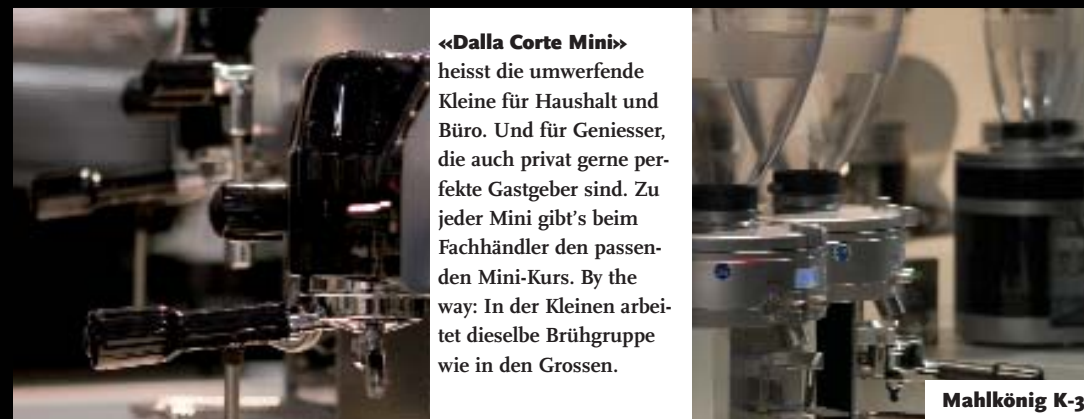 «Dalla Corte Mini»
heisst die umwerfende
Kleine für Haushalt und
Büro. Und für Geniesser,
die auch privat gerne per-
fekte Gastgeber sind. Zu
jeder Mini gibt's beim
Fachhändler den passen-
den Mini-Kurs. By the
way: In der Kleinen arbei-
tet dieselbe Brühgruppe
wie in den Grossen.
Mahlkönig K-3